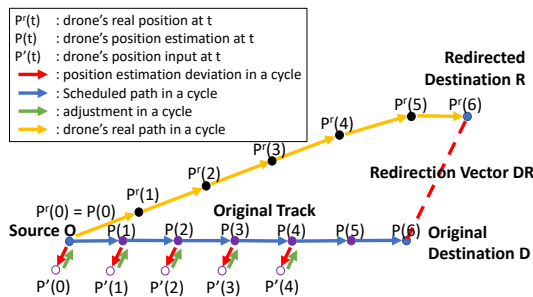 Pʳ(t) : drone's real position at t
P(t) : drone's position estimation at t
P'(t) : drone's position input at t
: position estimation deviation in a cycle
: Scheduled path in a cycle
: adjustment in a cycle
: drone's real path in a cycle
Redirected
Destination R
Pʳ(5) Pʳ(6)
Pʳ(4)
Pʳ(3)
Pʳ(2)
Pʳ(1)
Redirection Vector DR
Pʳ(0) = P(0)
Original Track
Source O
P(1) P(2) P(3) P(4) P(5) P(6)
Original
Destination D
P'(0) P'(1) P'(2) P'(3) P'(4)